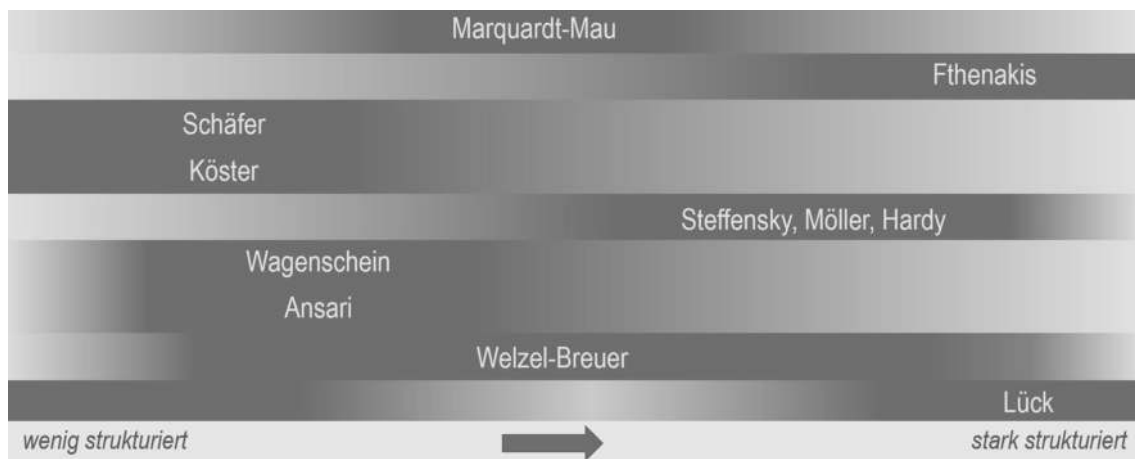 Marquardt-Mau
Fthenakis
Schäfer
Köster
Steffensky, Möller, Hardy
Wagenschein
Ansari
Welzel-Breuer
Lück
wenig strukturiert
stark strukturiert